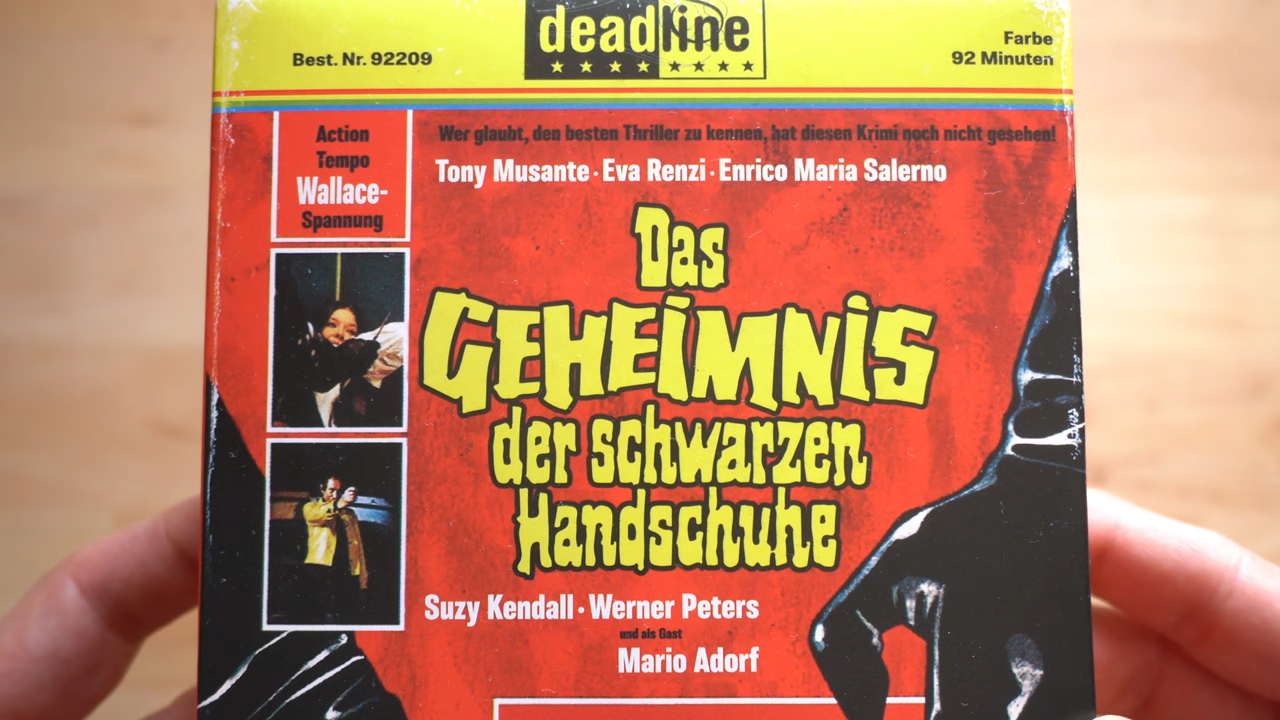 deadline
Best. Nr. 92209
Farbe
92 Minuten
Action
Tempo
Wallace-
Spannung
Wer glaubt, den besten Thriller zu kennen, hat diesen Krimi noch nicht gesehen!
Tony Musante · Eva Renzi · Enrico Maria Salerno
Das
GEHEIMNIS
der schwarzen
Handschuhe
Suzy Kendall · Werner Peters
und als Gast
Mario Adorf